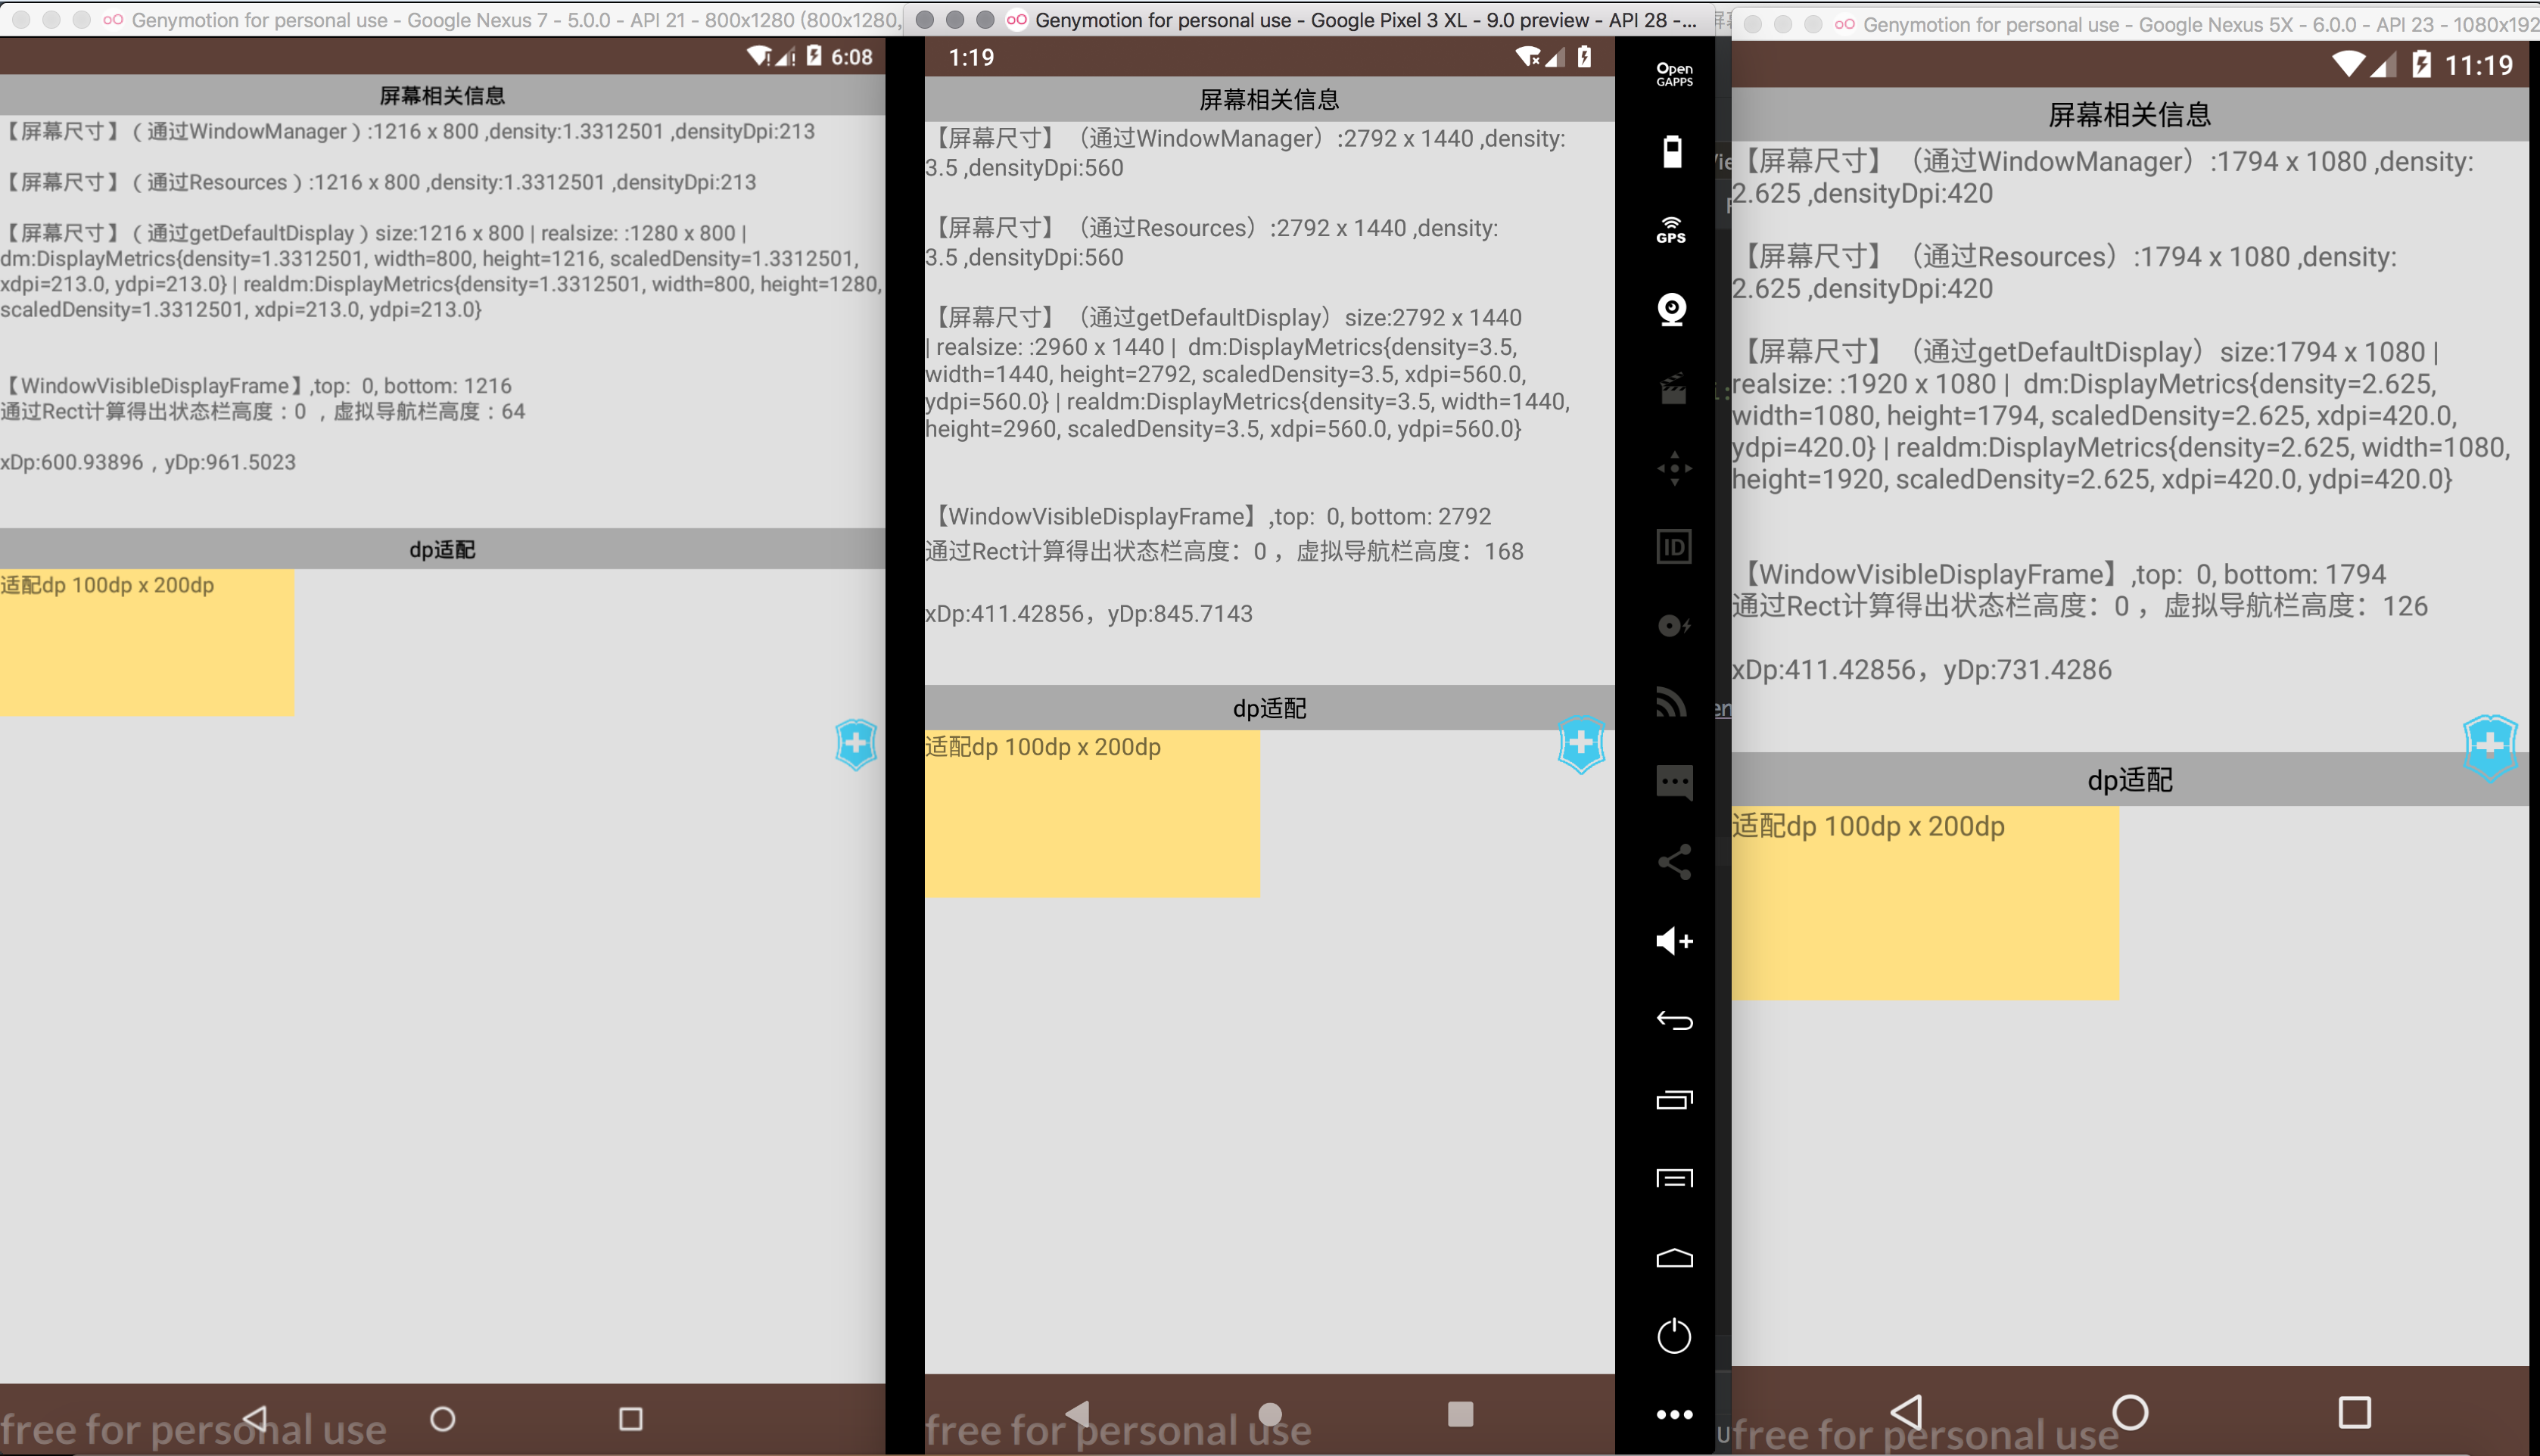 Genymotion for personal use - Google Nexus 7 - 5.0.0 - API 21 - 800x1280 (800x1280,
6:08
屏幕相关信息
【屏幕尺寸】（通过WindowManager）:1216 x 800 ,density:1.3312501 ,densityDpi:213
【屏幕尺寸】（通过Resources）:1216 x 800 ,density:1.3312501 ,densityDpi:213
【屏幕尺寸】（通过getDefaultDisplay）size:1216 x 800 | realsize: :1280 x 800 |
dm:DisplayMetrics{density=1.3312501, width=800, height=1216, scaledDensity=1.3312501,
xdpi=213.0, ydpi=213.0} | realdm:DisplayMetrics{density=1.3312501, width=800, height=1280,
scaledDensity=1.3312501, xdpi=213.0, ydpi=213.0}
【WindowVisibleDisplayFrame】,top: 0, bottom: 1216
通过Rect计算得出状态栏高度：0 ，虚拟导航栏高度：64
xDp:600.93896，yDp:961.5023
dp适配
适配dp 100dp x 200dp
free for personal use
Genymotion for personal use - Google Pixel 3 XL - 9.0 preview - API 28 -...
1:19
屏幕相关信息
【屏幕尺寸】（通过WindowManager）:2792 x 1440 ,density:
3.5 ,densityDpi:560
【屏幕尺寸】（通过Resources）:2792 x 1440 ,density:
3.5 ,densityDpi:560
【屏幕尺寸】（通过getDefaultDisplay）size:2792 x 1440
| realsize: :2960 x 1440 | dm:DisplayMetrics{density=3.5,
width=1440, height=2792, scaledDensity=3.5, xdpi=560.0,
ydpi=560.0} | realdm:DisplayMetrics{density=3.5, width=1440,
height=2960, scaledDensity=3.5, xdpi=560.0, ydpi=560.0}
【WindowVisibleDisplayFrame】,top: 0, bottom: 2792
通过Rect计算得出状态栏高度：0 ，虚拟导航栏高度：168
xDp:411.42856，yDp:845.7143
dp适配
适配dp 100dp x 200dp
free for personal use
Open
GAPPS
GPS
ID
Genymotion for personal use - Google Nexus 5X - 6.0.0 - API 23 - 1080x192
11:19
屏幕相关信息
【屏幕尺寸】（通过WindowManager）:1794 x 1080 ,density:
2.625 ,densityDpi:420
【屏幕尺寸】（通过Resources）:1794 x 1080 ,density:
2.625 ,densityDpi:420
【屏幕尺寸】（通过getDefaultDisplay）size:1794 x 1080 |
realsize: :1920 x 1080 | dm:DisplayMetrics{density=2.625,
width=1080, height=1794, scaledDensity=2.625, xdpi=420.0,
ydpi=420.0} | realdm:DisplayMetrics{density=2.625, width=1080,
height=1920, scaledDensity=2.625, xdpi=420.0, ydpi=420.0}
【WindowVisibleDisplayFrame】,top: 0, bottom: 1794
通过Rect计算得出状态栏高度：0 ，虚拟导航栏高度：126
xDp:411.42856，yDp:731.4286
dp适配
适配dp 100dp x 200dp
free for personal use